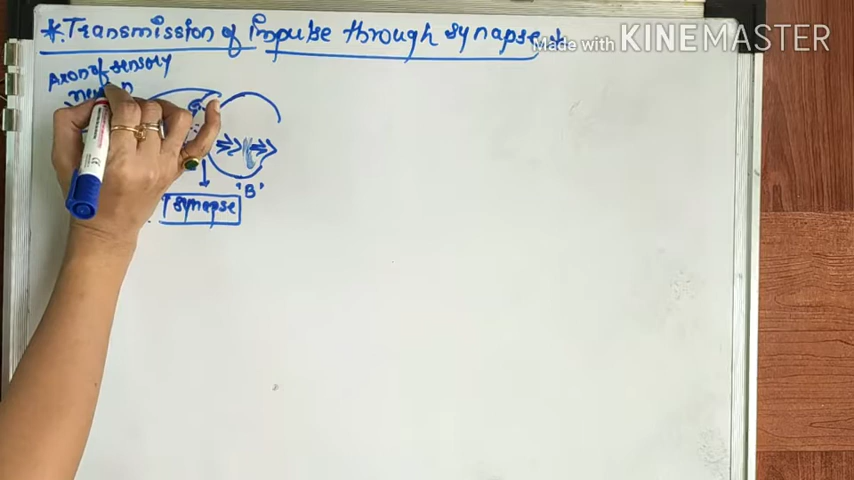 *. Transmission of impulse through synapse *
Made with KINEMASTER
Axon of sensory
'B'
synapse